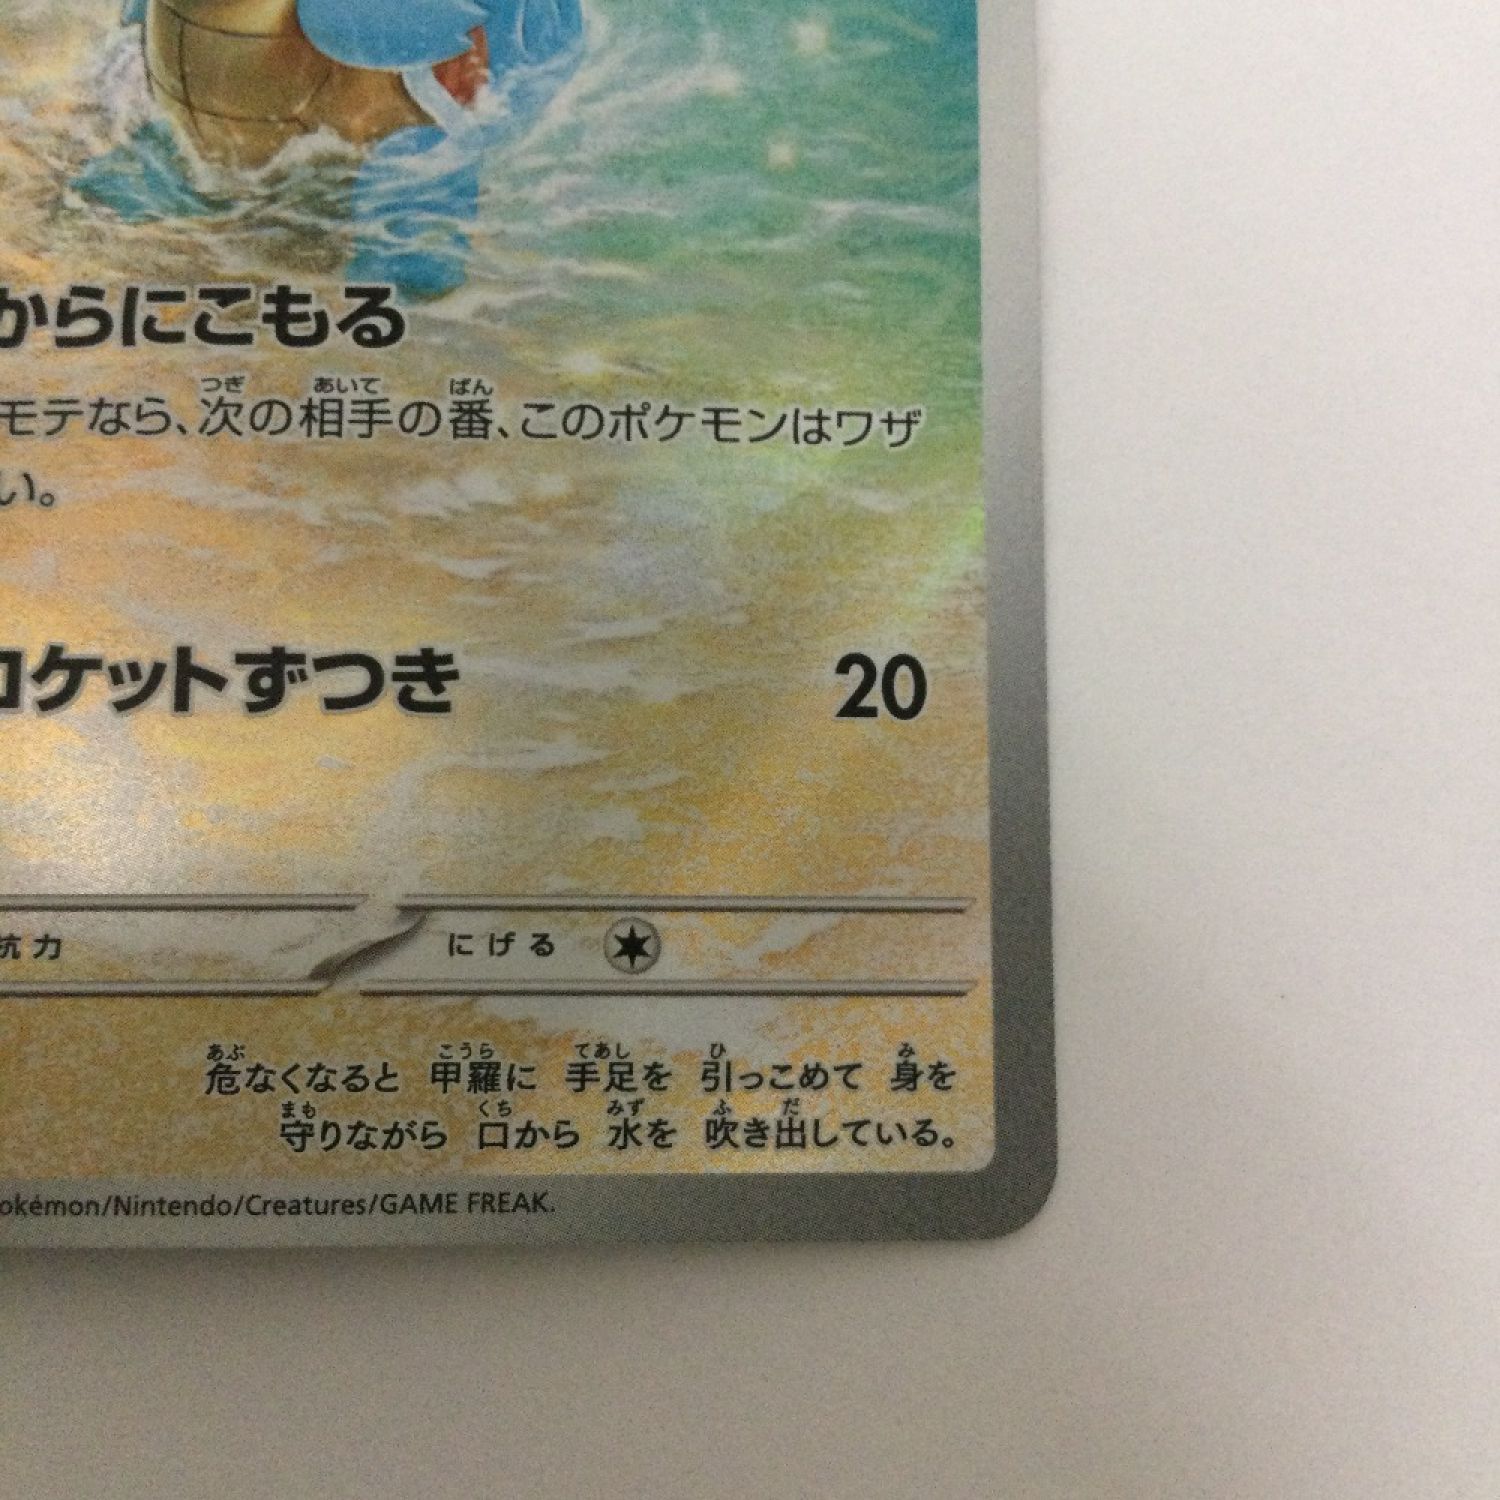 からにこもる
モテなら、次の相手の番、このポケモンはワザ
い。
ロケットずつき 20
抗力 にげる
危なくなると 甲羅に 手足を 引っこめて 身を
守りながら 口から 水を 吹き出している。
okémon/Nintendo/Creatures/GAME FREAK.